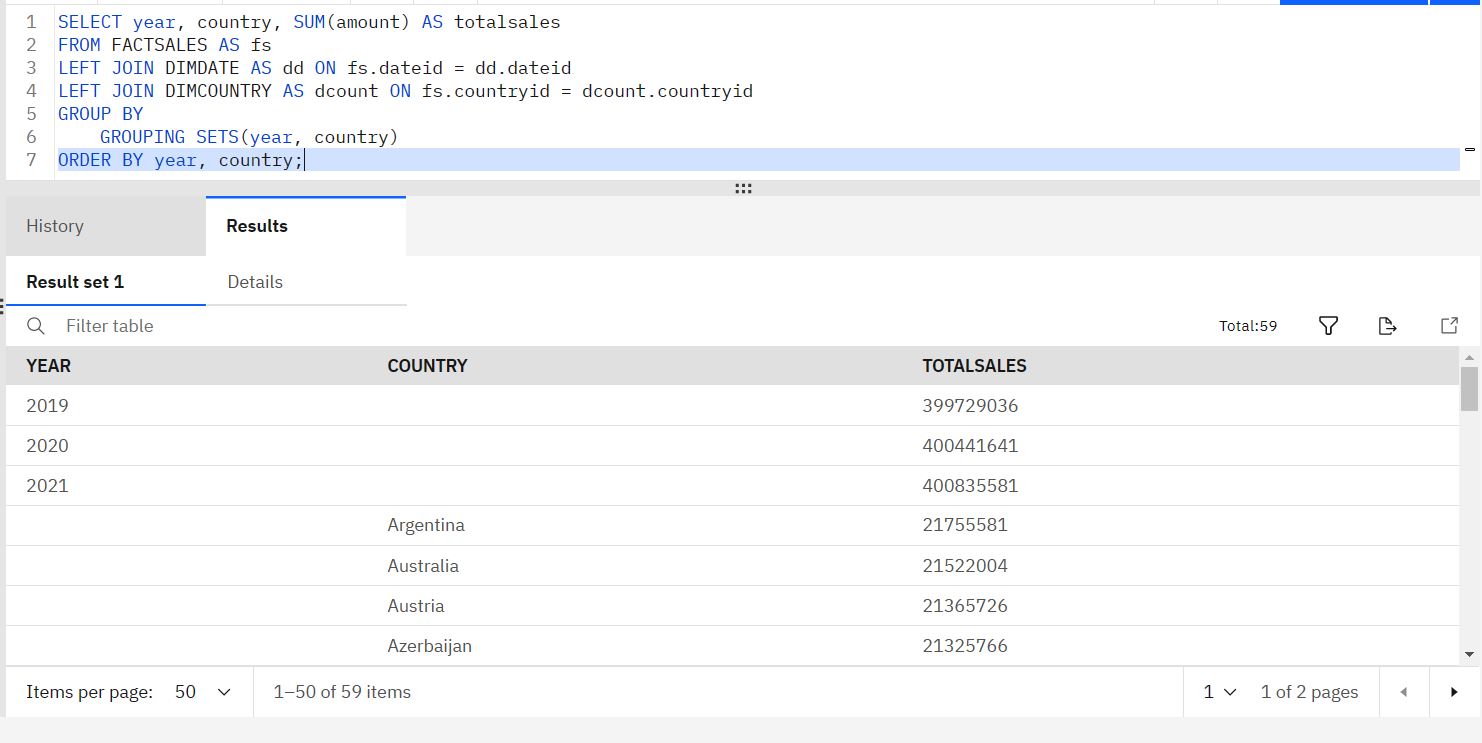 1 SELECT year, country, SUM(amount) AS totalsales
2 FROM FACTSALES AS fs
3 LEFT JOIN DIMDATE AS dd ON fs.dateid = dd.dateid
4 LEFT JOIN DIMCOUNTRY AS dcount ON fs.countryid = dcount.countryid
5 GROUP BY
6 GROUPING SETS(year, country)
7 ORDER BY year, country;
History Results
Result set 1 Details
Filter table Total:59
YEAR COUNTRY TOTALSALES
2019 399729036
2020 400441641
2021 400835581
Argentina 21755581
Australia 21522004
Austria 21365726
Azerbaijan 21325766
Items per page: 50 1–50 of 59 items 1 1 of 2 pages